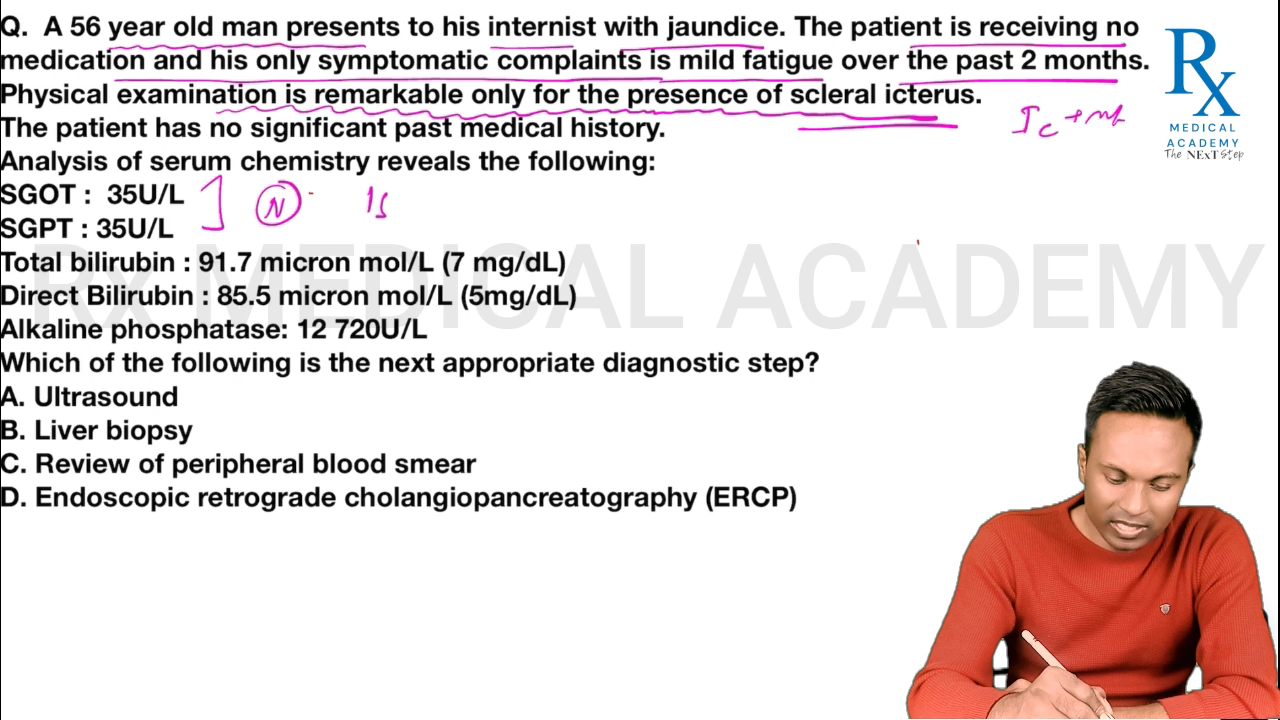 Q. A 56 year old man presents to his internist with jaundice. The patient is receiving no
medication and his only symptomatic complaints is mild fatigue over the past 2 months.
Physical examination is remarkable only for the presence of scleral icterus.
The patient has no significant past medical history.
Analysis of serum chemistry reveals the following:
SGOT : 35U/L
SGPT : 35U/L
N
Total bilirubin : 91.7 micron mol/L (7 mg/dL)
Direct Bilirubin : 85.5 micron mol/L (5mg/dL)
Alkaline phosphatase: 12 720U/L
Which of the following is the next appropriate diagnostic step?
A. Ultrasound
B. Liver biopsy
C. Review of peripheral blood smear
D. Endoscopic retrograde cholangiopancreatography (ERCP)
Rx
MEDICAL
ACADEMY
The NExT Step
Rx MEDICAL ACADEMY